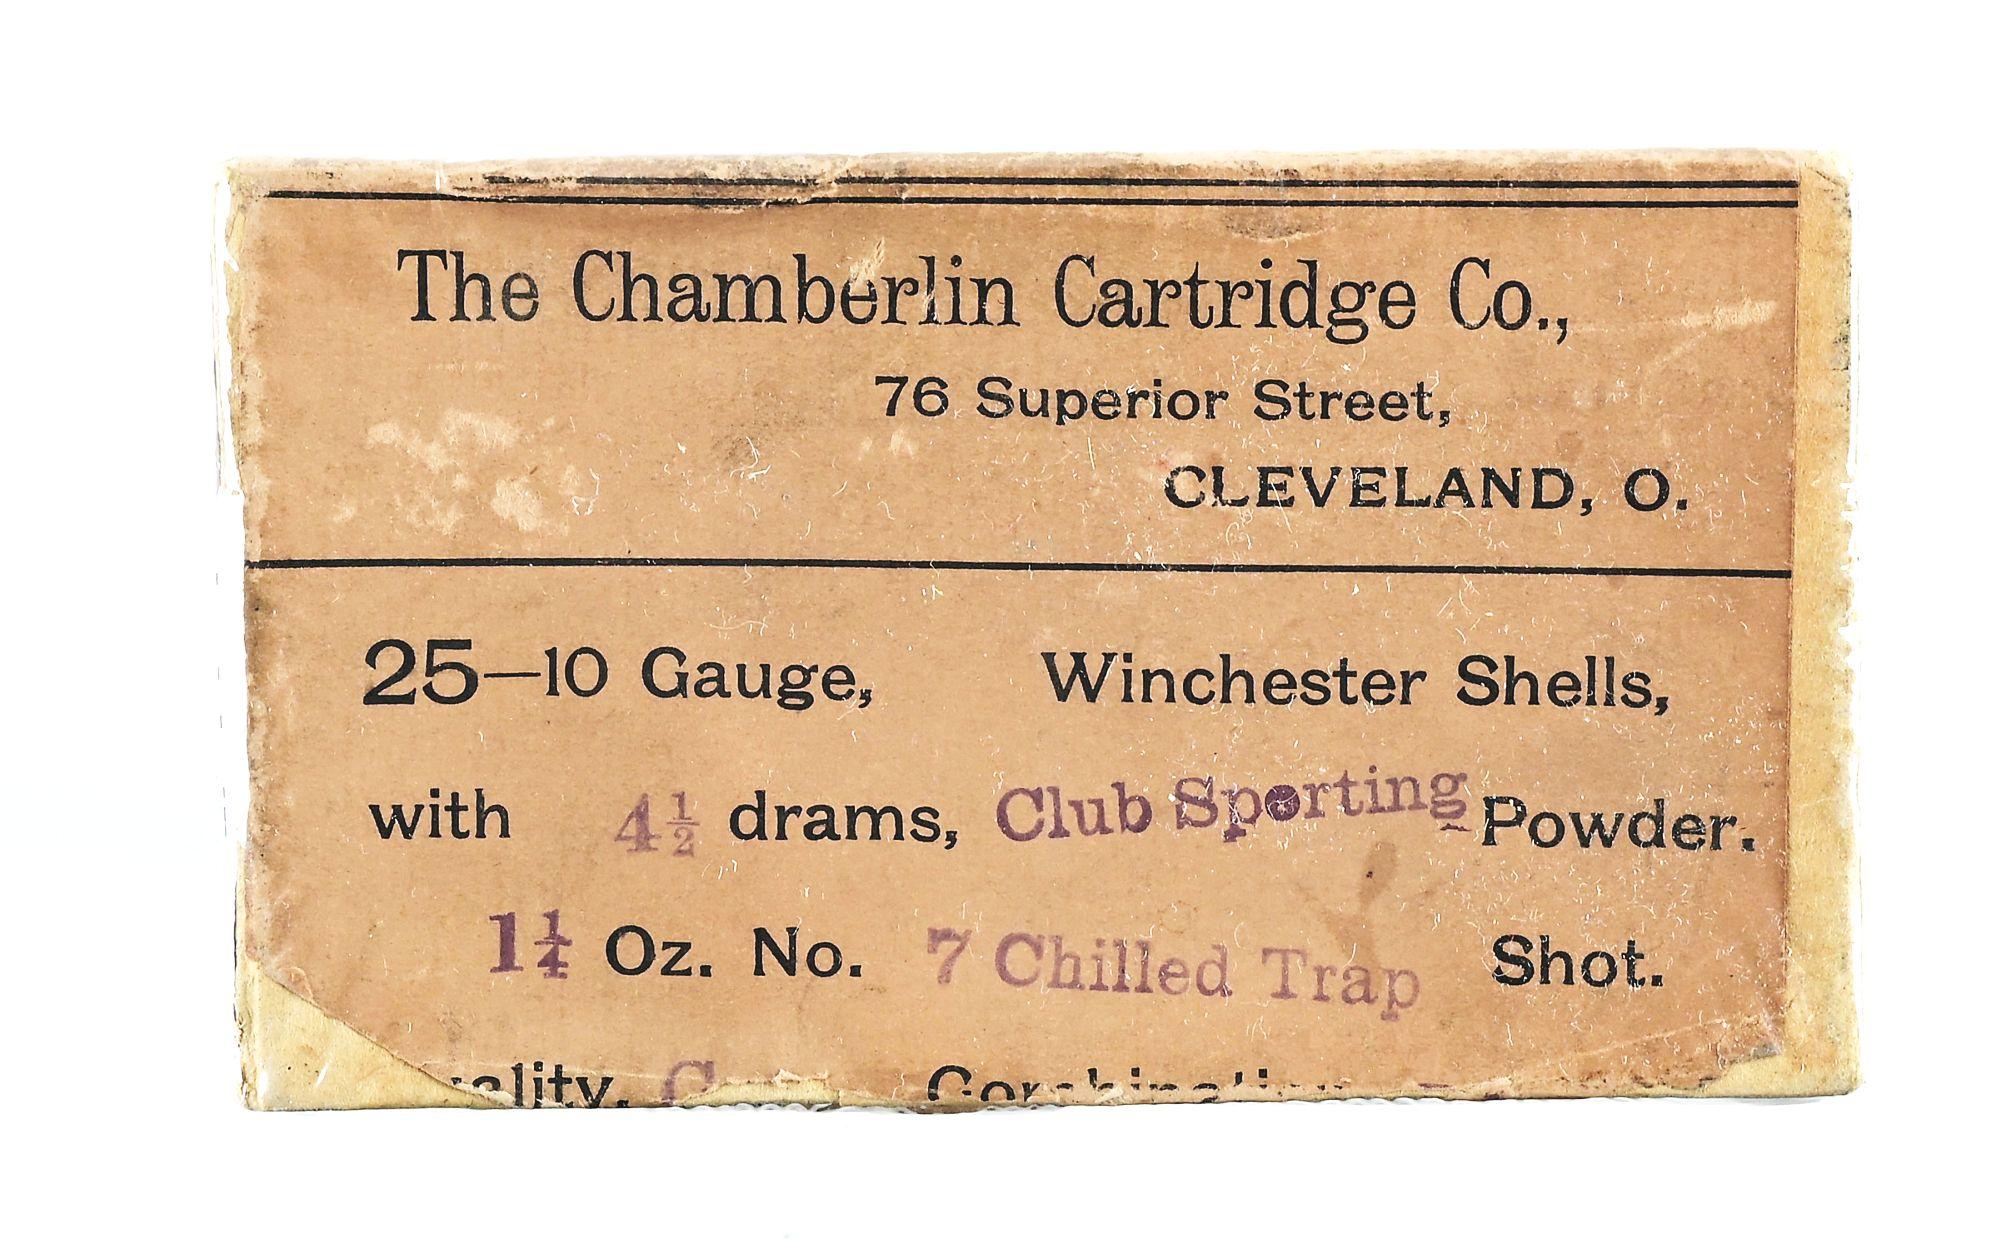 The Chamberlin Cartridge Co.,
76 Superior Street,
CLEVELAND, O.
25—10 Gauge, Winchester Shells,
with 4½ drams, Club Sporting Powder.
1¼ Oz. No. 7 Chilled Trap Shot.